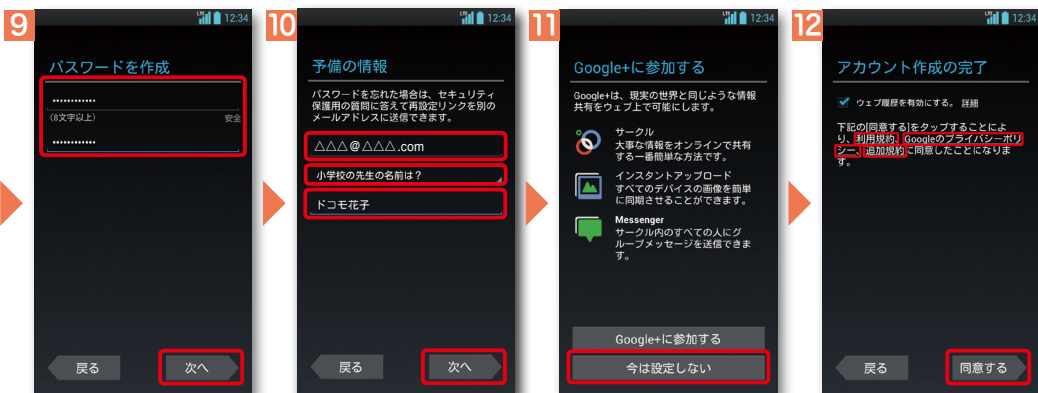 9
LTE 12:34
パスワードを作成
••••••••••••
(8文字以上) 安全
••••••••••••
戻る 次へ
10
LTE 12:34
予備の情報
パスワードを忘れた場合は、セキュリティ
保護用の質問に答えて再設定リンクを別の
メールアドレスに送信できます。
△△△@△△△.com
小学校の先生の名前は？
ドコモ花子
戻る 次へ
11
LTE 12:34
Google+に参加する
Google+は、現実の世界と同じような情報
共有をウェブ上で可能にします。
サークル
大事な情報をオンラインで共有
する一番簡単な方法です。
インスタントアップロード
すべてのデバイスの画像を簡単
に同期させることができます。
Messenger
サークル内のすべての人にグ
ループメッセージを送信できま
す。
Google+に参加する
今は設定しない
12
LTE 12:34
アカウント作成の完了
ウェブ履歴を有効にする。 詳細
下記の[同意する]をタップすることによ
り、利用規約、Googleのプライバシーポリ
シー、追加規約に同意したことになりま
す。
戻る 同意する